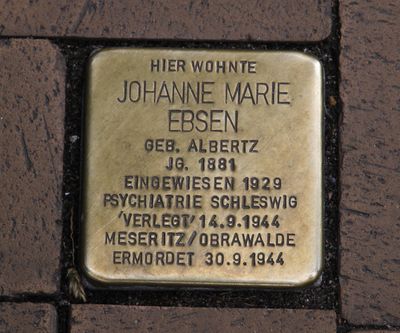 HIER WOHNTE
JOHANNE MARIE
EBSEN
GEB. ALBERTZ
JG. 1881
EINGEWIESEN 1929
PSYCHIATRIE SCHLESWIG
'VERLEGT' 14.9.1944
MESERITZ/OBRAWALDE
ERMORDET 30.9.1944